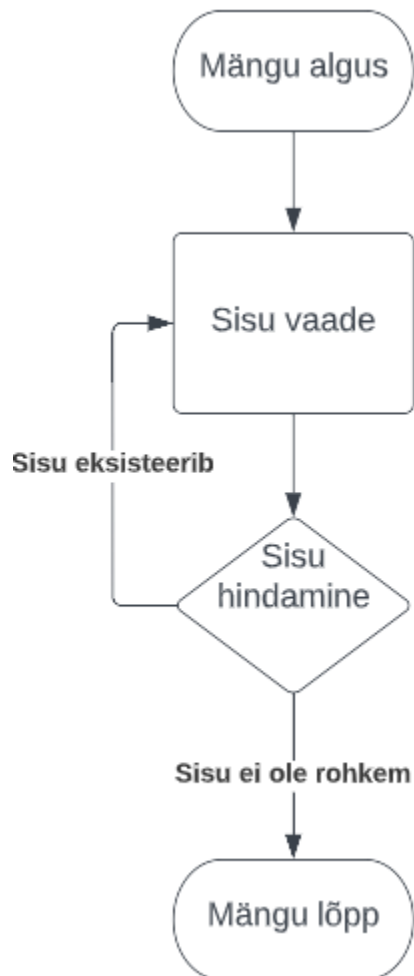 Mängu algus
Sisu vaade
Sisu eksisteerib
Sisu
hindamine
Sisu ei ole rohkem
Mängu lõpp